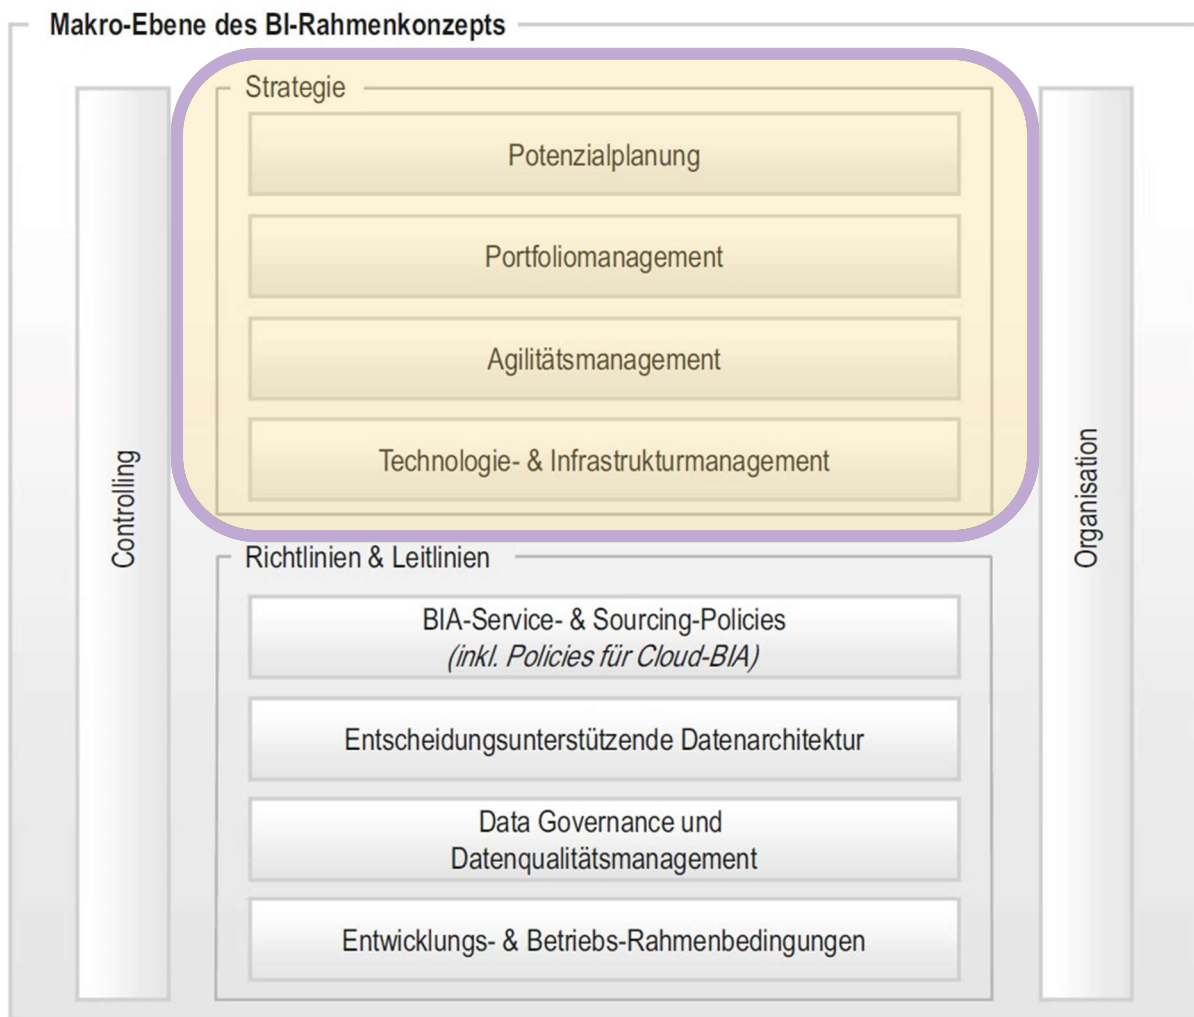 Makro-Ebene des BI-Rahmenkonzepts
Strategie
Potenzialplanung
Portfoliomanagement
Agilitätsmanagement
Technologie- & Infrastrukturmanagement
Controlling
Organisation
Richtlinien & Leitlinien
BIA-Service- & Sourcing-Policies
(inkl. Policies für Cloud-BIA)
Entscheidungsunterstützende Datenarchitektur
Data Governance und
Datenqualitätsmanagement
Entwicklungs- & Betriebs-Rahmenbedingungen